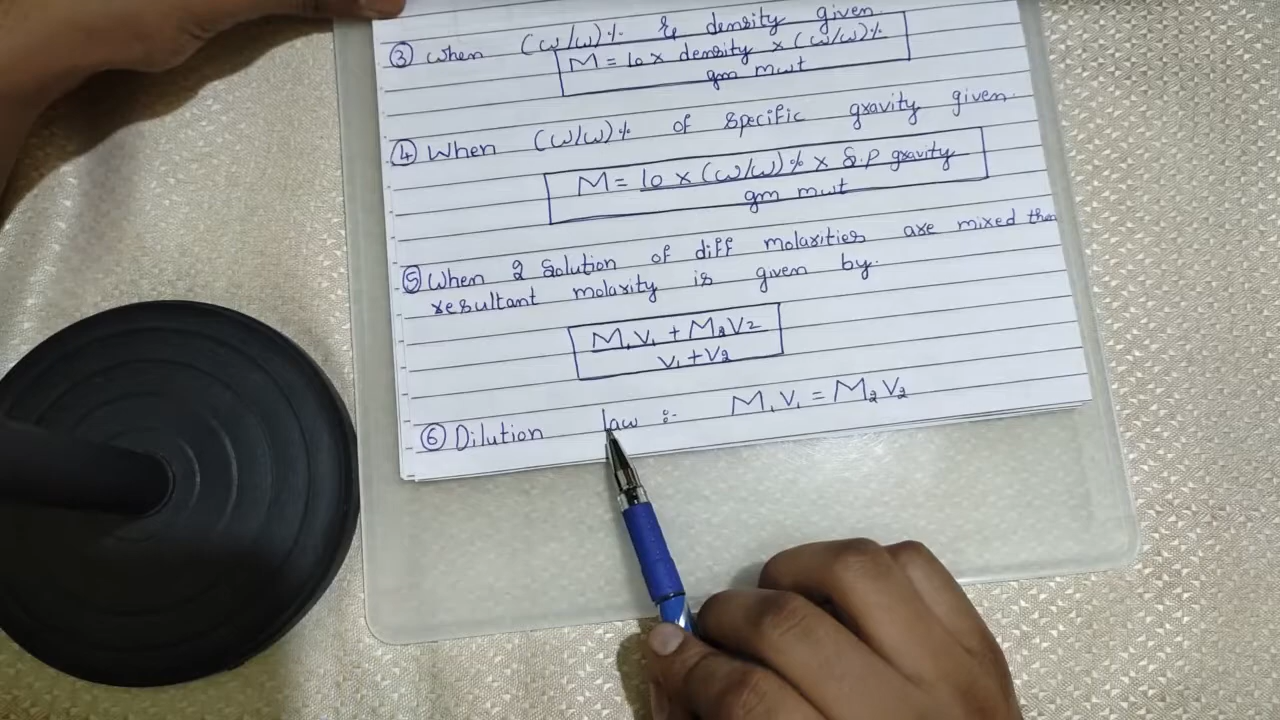 ③ When (w/w)% & density given.
M = 10 x density x (w/w)%
gm mwt
④ When (w/w)% of specific gravity given.
M = 10 x (w/w)% x S.p gravity
gm mwt
⑤ When 2 Solution of diff molarities are mixed then
resultant molarity is given by.
M₁V₁ + M₂V2
V₁ + V₂
⑥ Dilution law :- M₁V₁ = M₂V₂